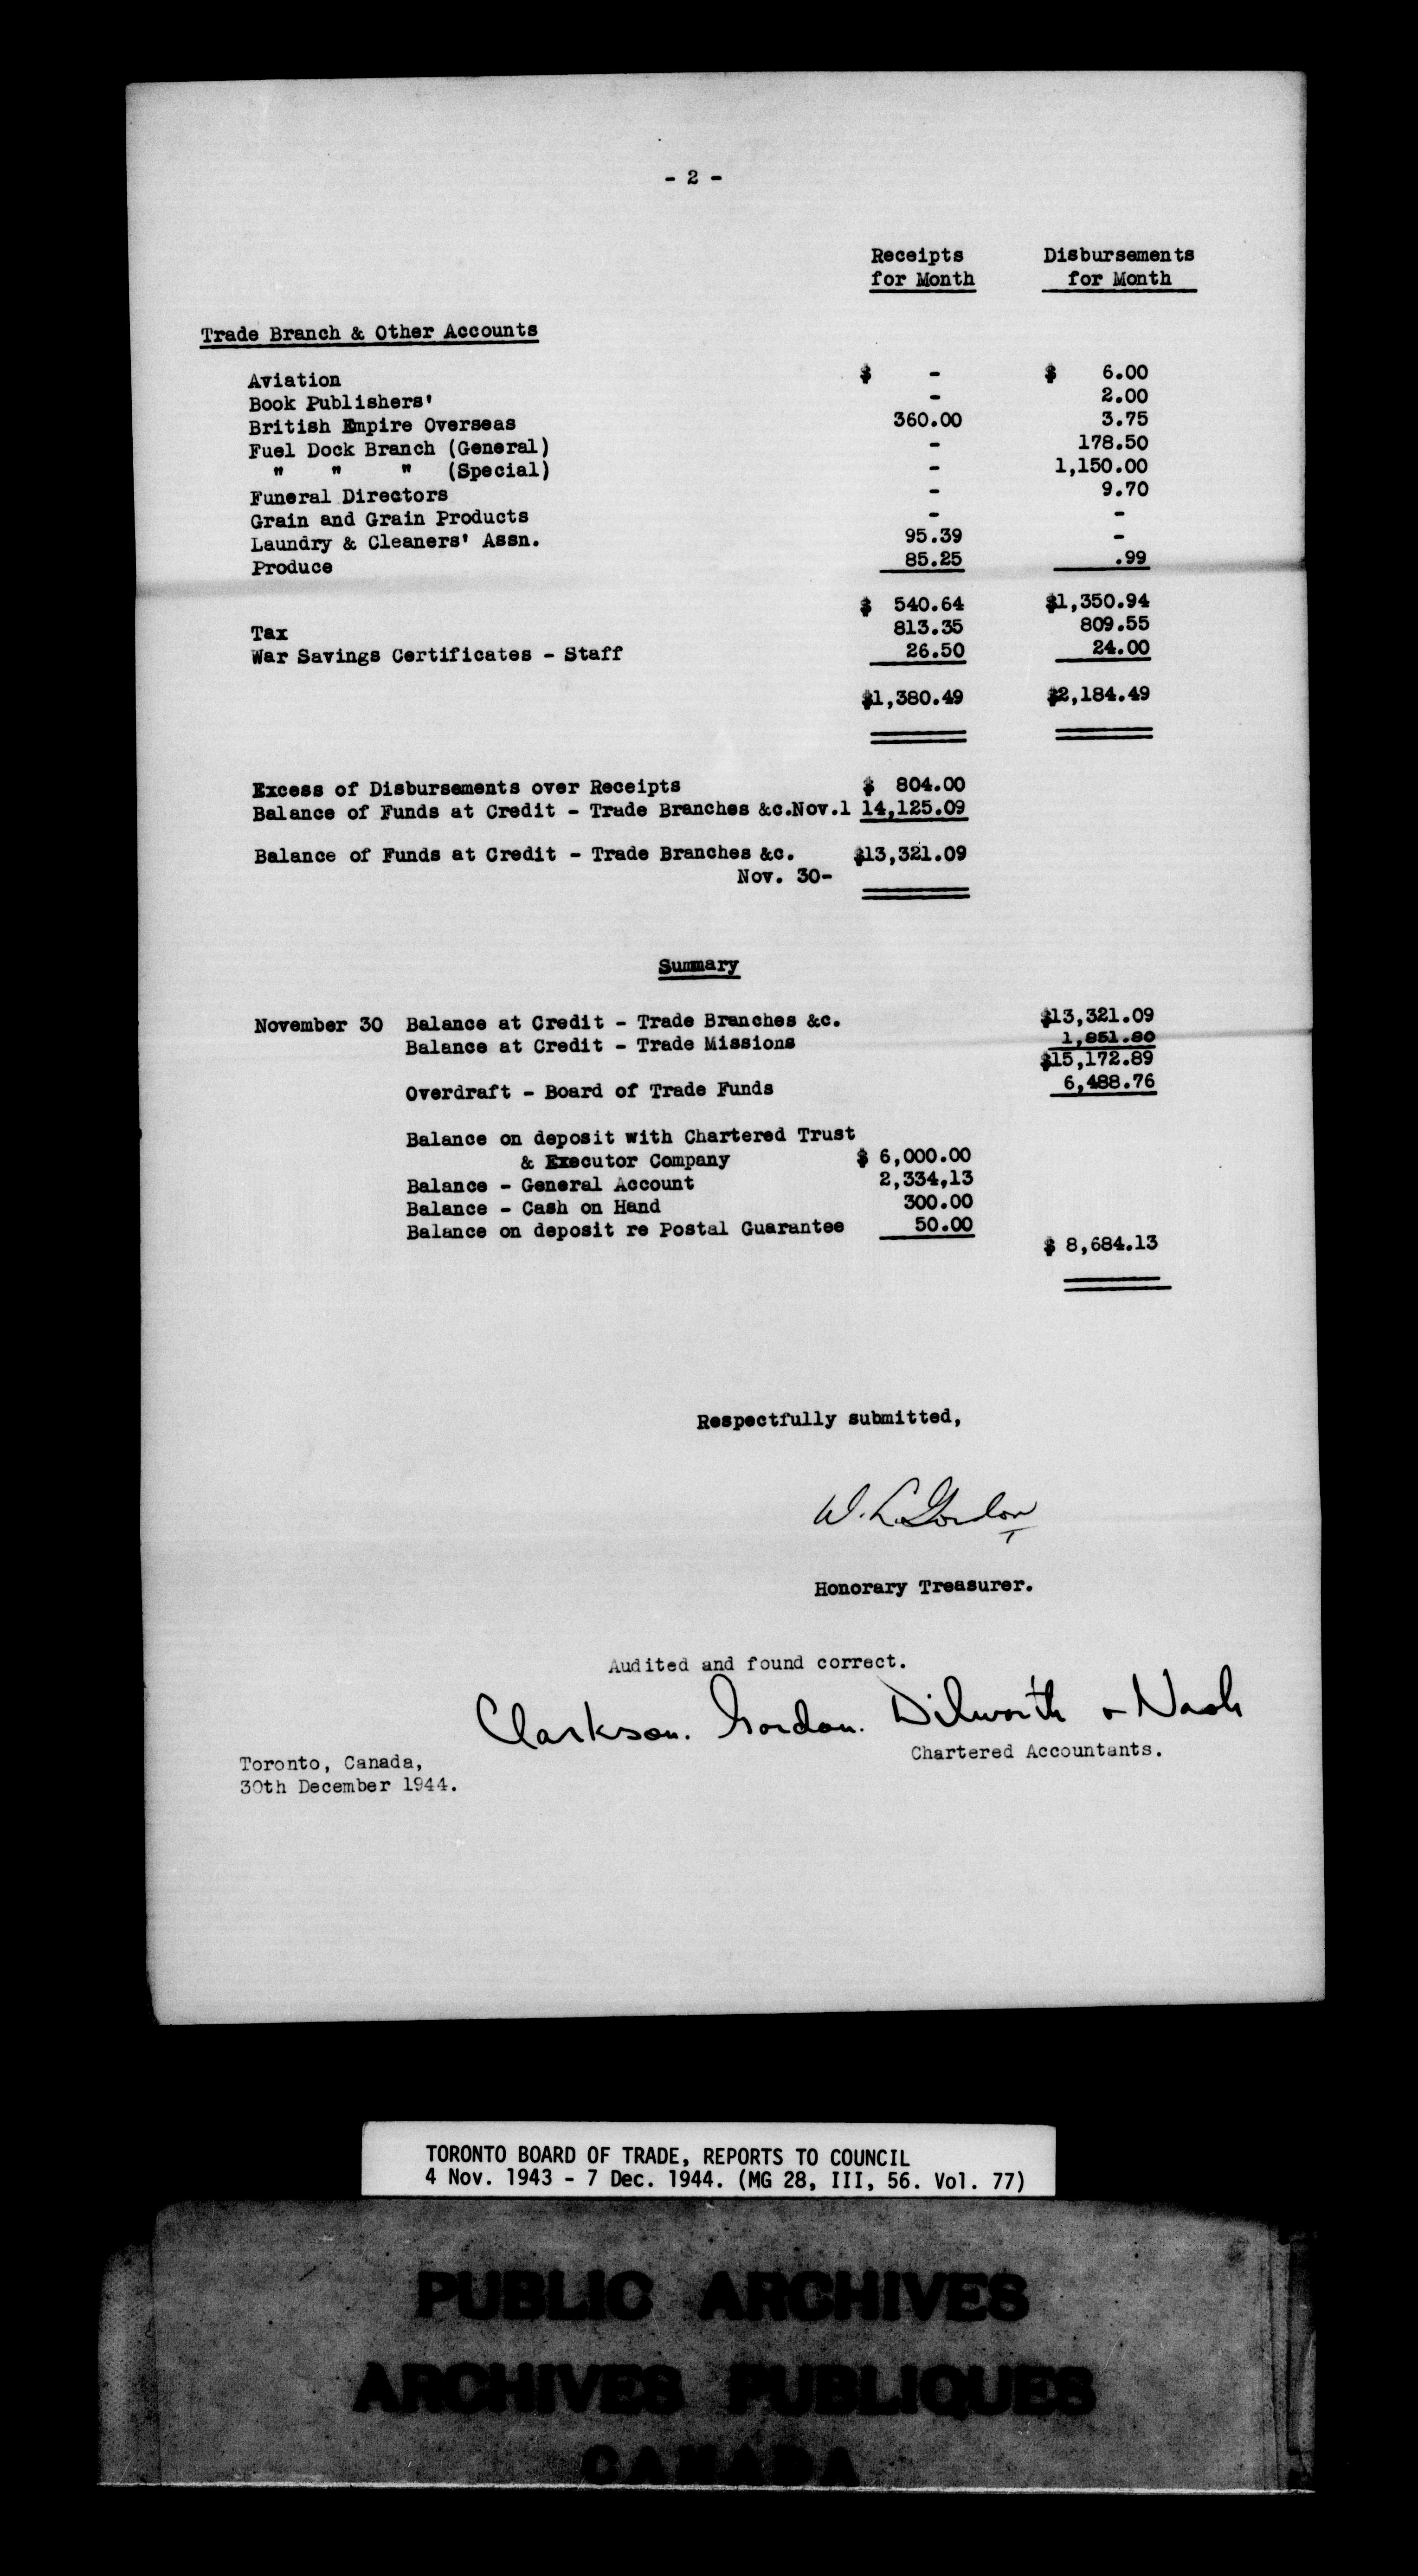 - 2 -
Receipts Disbursements
for Month for Month
Trade Branch & Other Accounts
Aviation $ - $ 6.00
Book Publishers' - 2.00
British Empire Overseas 360.00 3.75
Fuel Dock Branch (General) - 178.50
" " " (Special) - 1,150.00
Funeral Directors - 9.70
Grain and Grain Products - -
Laundry & Cleaners' Assn. 95.39 -
Produce 85.25 .99
$ 540.64 $1,350.94
Tax 813.35 809.55
War Savings Certificates - Staff 26.50 24.00
$1,380.49 $2,184.49
Excess of Disbursements over Receipts $ 804.00
Balance of Funds at Credit - Trade Branches &c.Nov.1 14,125.09
Balance of Funds at Credit - Trade Branches &c. $13,321.09
Nov. 30-
Summary
November 30 Balance at Credit - Trade Branches &c. $13,321.09
Balance at Credit - Trade Missions 1,851.80
$15,172.89
Overdraft - Board of Trade Funds 6,488.76
Balance on deposit with Chartered Trust
& Executor Company $ 6,000.00
Balance - General Account 2,334,13
Balance - Cash on Hand 300.00
Balance on deposit re Postal Guarantee 50.00
$ 8,684.13
Respectfully submitted,
W. L. Gordon
Honorary Treasurer.
Audited and found correct.
Clarkson. Gordon. Dilworth & Nash
Chartered Accountants.
Toronto, Canada,
30th December 1944.
TORONTO BOARD OF TRADE, REPORTS TO COUNCIL
4 Nov. 1943 - 7 Dec. 1944. (MG 28, III, 56. Vol. 77)
PUBLIC ARCHIVES
ARCHIVES PUBLIQUES
CANADA